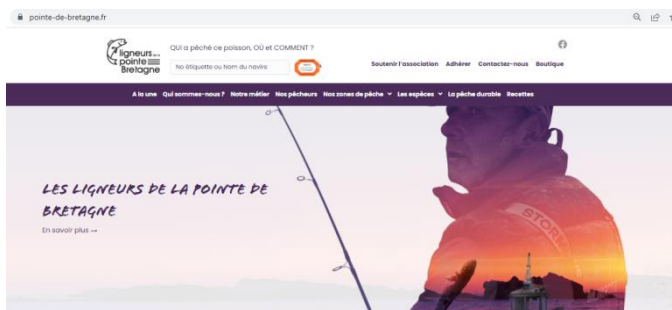 pointe-de-bretagne.fr
ligneurs
pointe
Bretagne
QUI a pêché ce poisson, OÙ et COMMENT ?
No étiquette ou Nom du navire
Soutenir l'association Adhérer Contactez-nous Boutique
A la une Qui sommes-nous ? Notre métier Nos pêcheurs Nos zones de pêche Les espèces La pêche durable Recettes
LES LIGNEURS DE LA POINTE DE
BRETAGNE
En savoir plus →
STORM